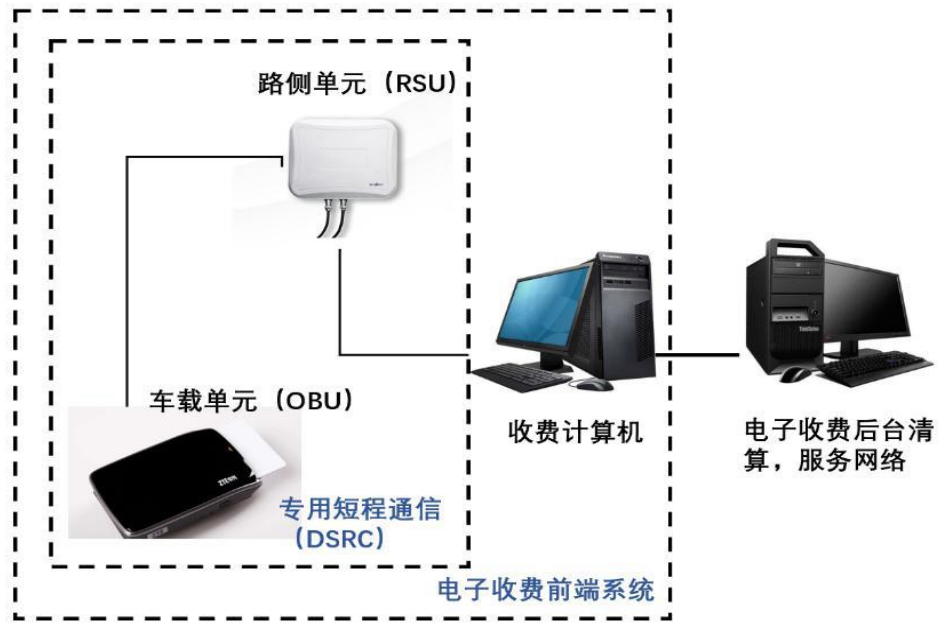 路侧单元（RSU）
车载单元（OBU）
ZTEsoft
收费计算机
电子收费后台清
算，服务网络
专用短程通信
（DSRC）
电子收费前端系统